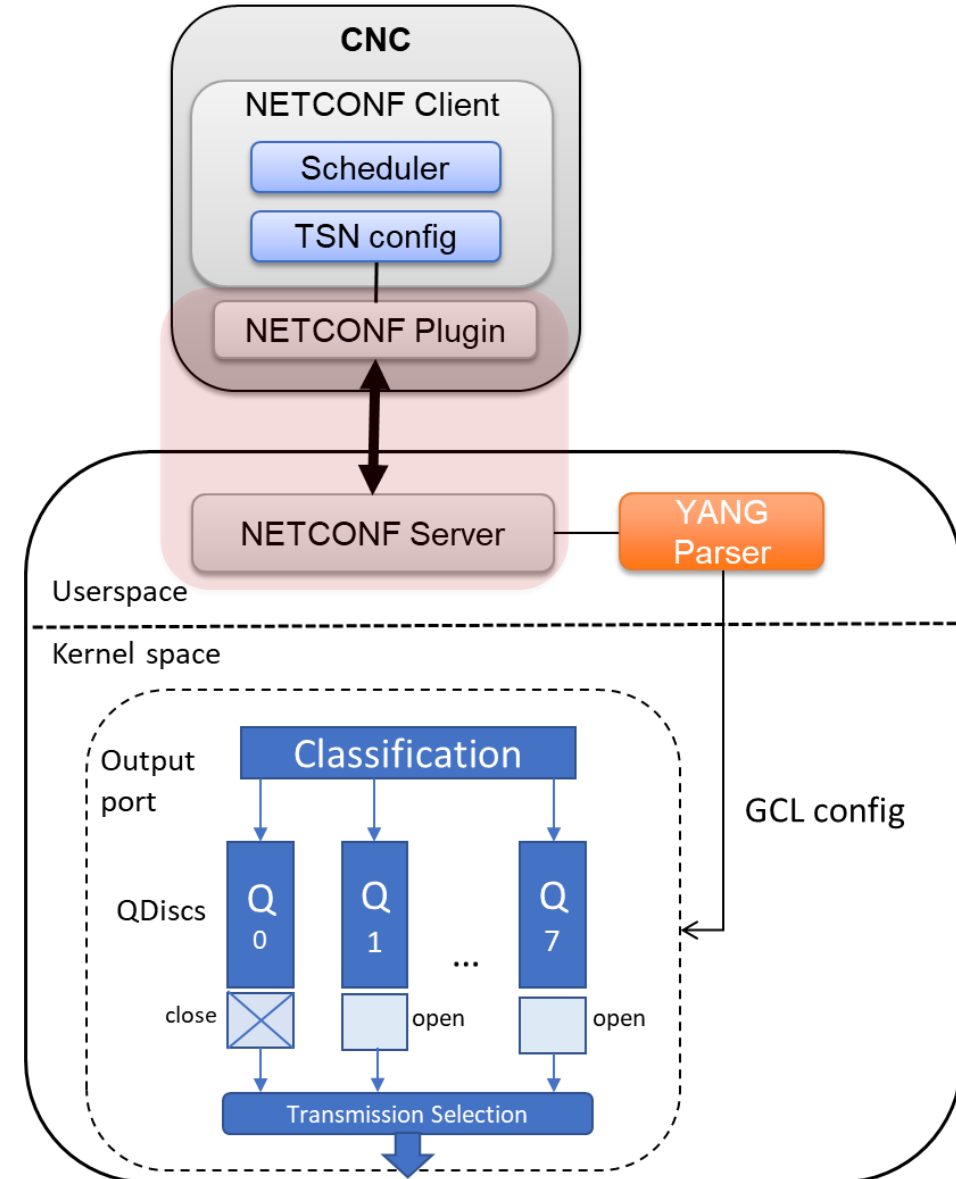 CNC
NETCONF Client
Scheduler
TSN config
NETCONF Plugin
NETCONF Server
YANG
Parser
Userspace
Kernel space
Output
port
Classification
GCL config
QDiscs
Q
0
Q
1
...
Q
7
close
open
open
Transmission Selection